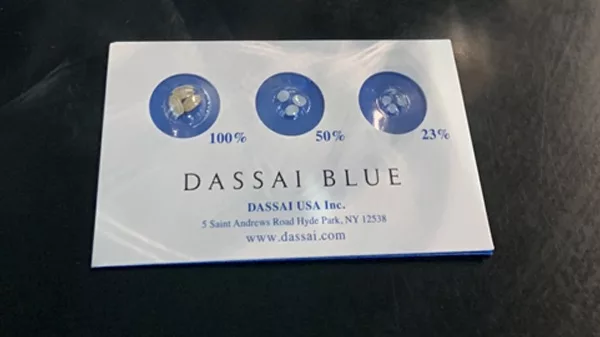 100% 50% 23%
DASSAI BLUE
DASSAI USA Inc.
5 Saint Andrews Road Hyde Park, NY 12538
www.dassai.com